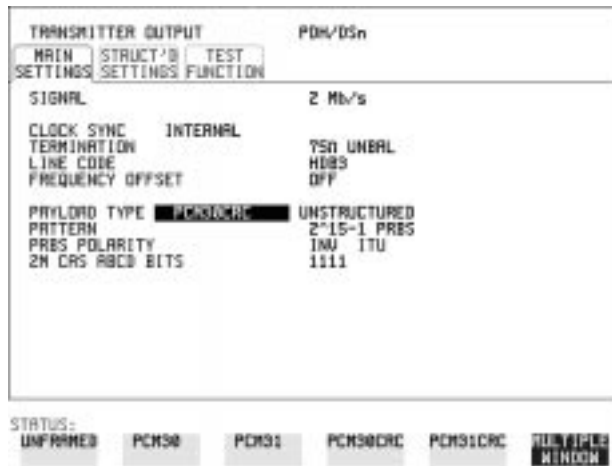 TRANSMITTER OUTPUT PDH/DSn
MAIN SETTINGS STRUCT'D SETTINGS TEST FUNCTION
SIGNAL 2 Mb/s
CLOCK SYNC INTERNAL
TERMINATION 75Ω UNBAL
LINE CODE HDB3
FREQUENCY OFFSET OFF
PAYLOAD TYPE PCM30CRC UNSTRUCTURED
PATTERN 2^15-1 PRBS
PRBS POLARITY INV ITU
2M CAS ABCD BITS 1111
STATUS:
UNFRAMED PCM30 PCM31 PCM30CRC PCM31CRC MULTIPLE WINDOW